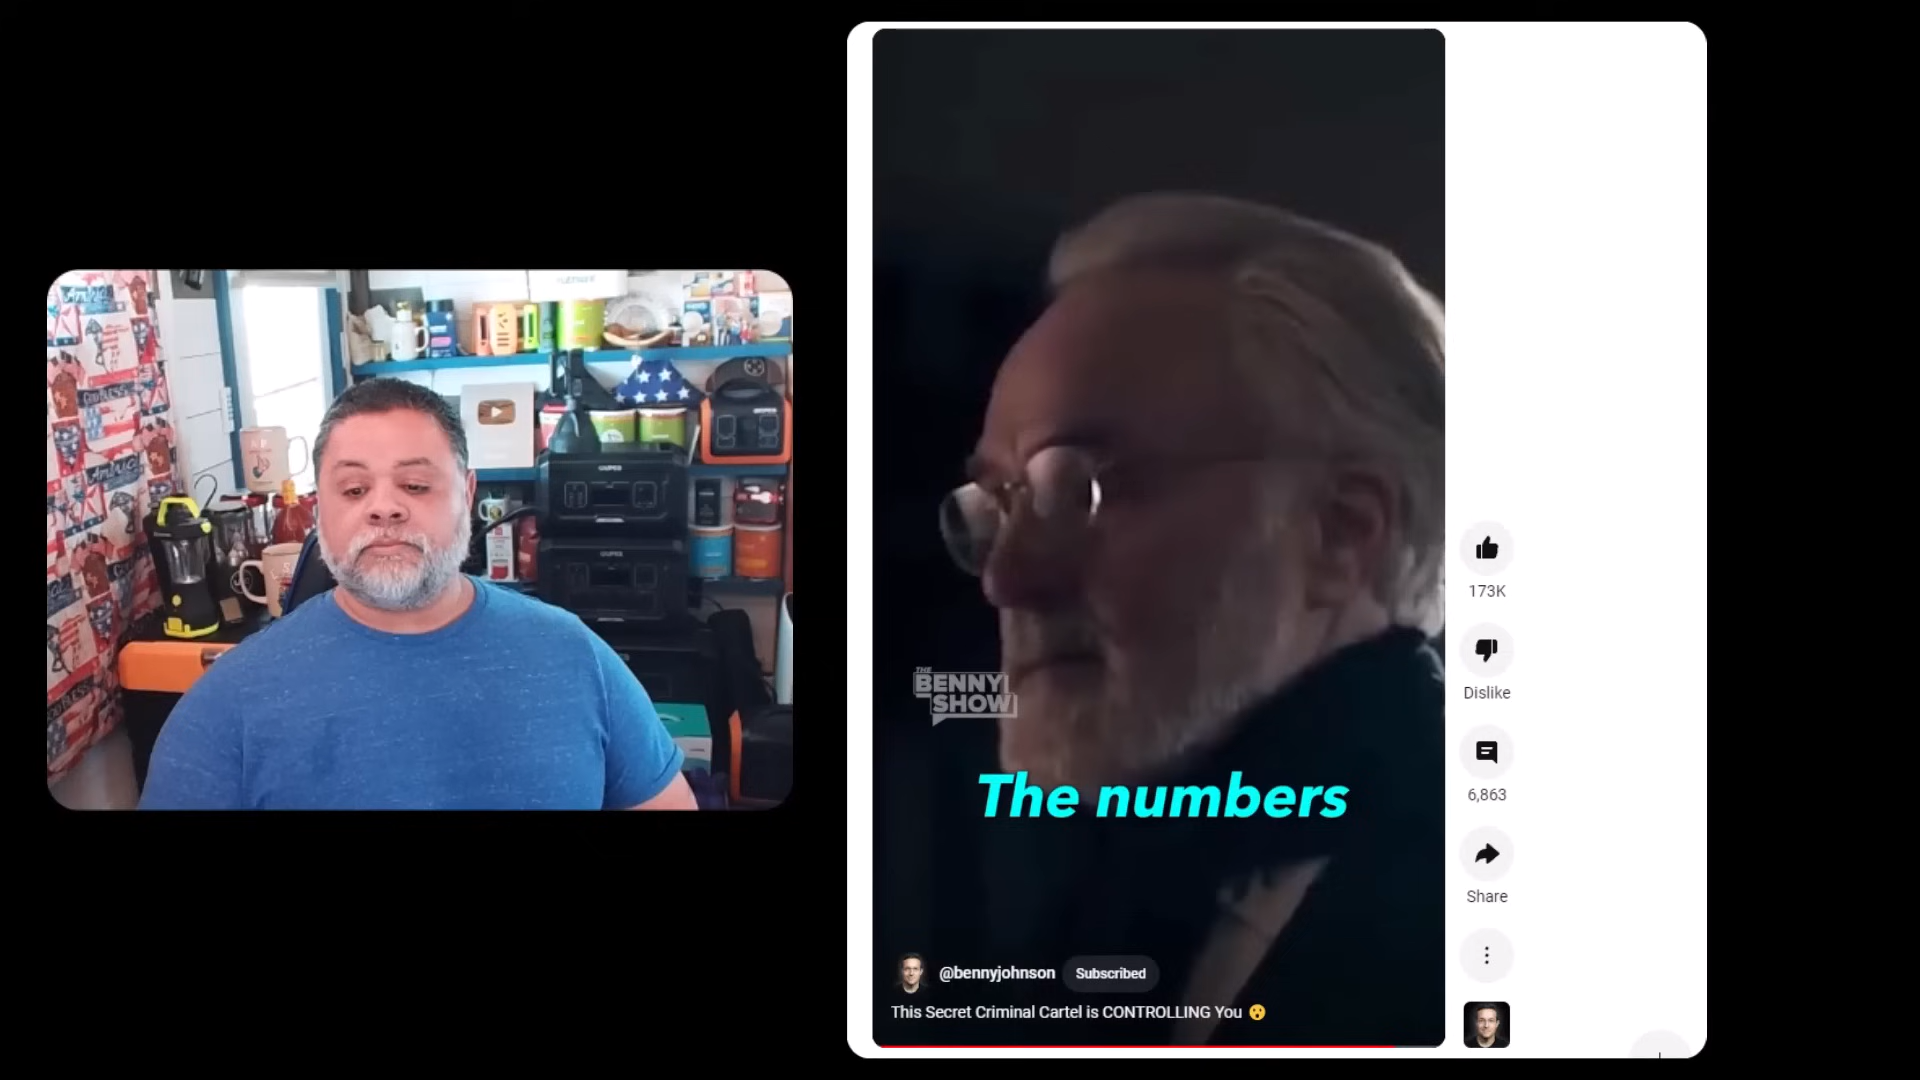 THE
BENNY
SHOW
The numbers
@bennyjohnson
Subscribed
This Secret Criminal Cartel is CONTROLLING You 😮
173K
Dislike
6,863
Share